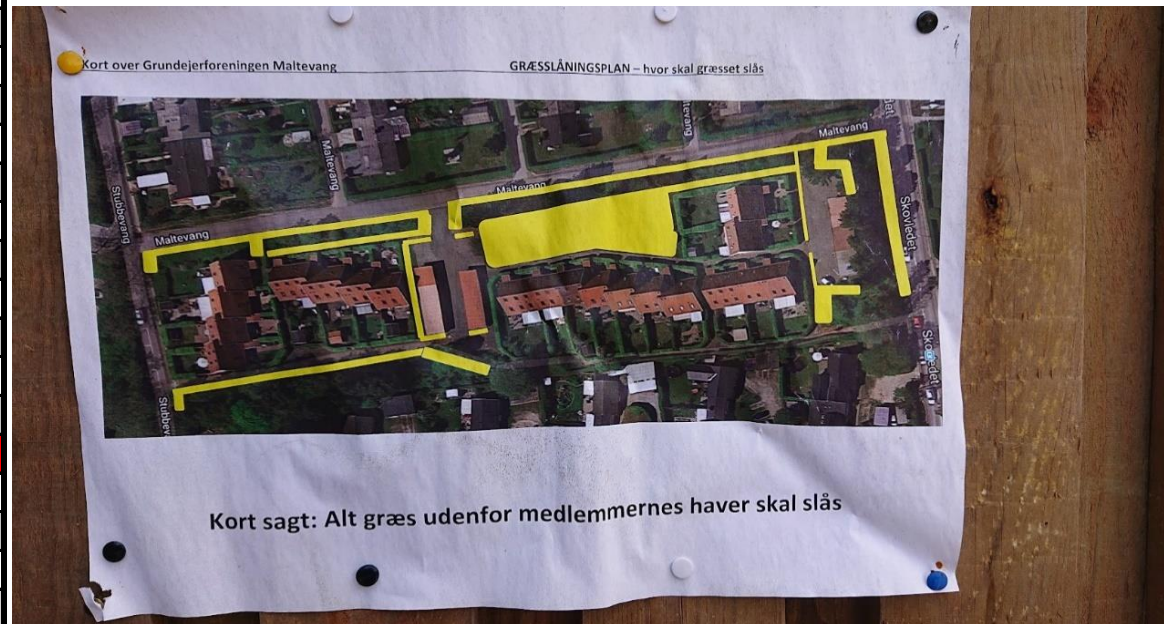 Kort over Grundejerforeningen Maltevang
GRÆSSLÅNINGSPLAN – hvor skal græsset slås
Maltevang
Maltevang
Maltevang
Stubbevang
Maltevang
Skovledet
Maltevang
Skovledet
Kort sagt: Alt græs udenfor medlemmernes haver skal slås